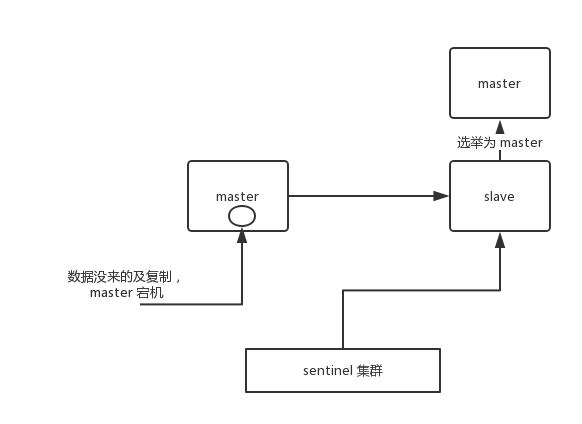 master
选举为 master
master
slave
数据没来的及复制，
master 宕机
sentinel 集群